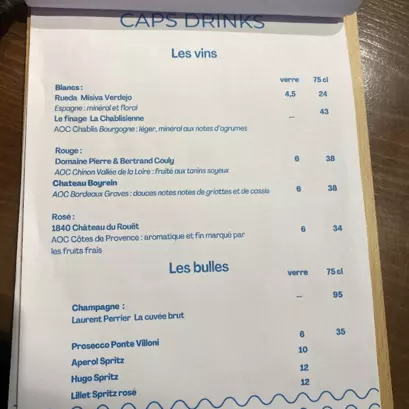 CAPS DRINKS
Les vins
verre 75 cl
Blancs :
Rueda Misiva Verdejo 4,5 24
Espagne : minéral et floral
Le finage La Chablisienne -- 43
AOC Chablis Bourgogne : léger, minéral aux notes d'agrumes
Rouge :
Domaine Pierre & Bertrand Couly 6 38
AOC Chinon Vallée de la Loire : fruité aux tanins soyeux
Chateau Boyrein 6 38
AOC Bordeaux Graves : douces notes notes de griottes et de cassis
Rosé :
1840 Château du Rouët 6 34
AOC Côtes de Provence : aromatique et fin marqué par
les fruits frais
Les bulles
verre 75 cl
Champagne : -- 95
Laurent Perrier La cuvée brut
Prosecco Ponte Villoni 6 35
Aperol Spritz 10
Hugo Spritz 12
Lillet Spritz rosé 12